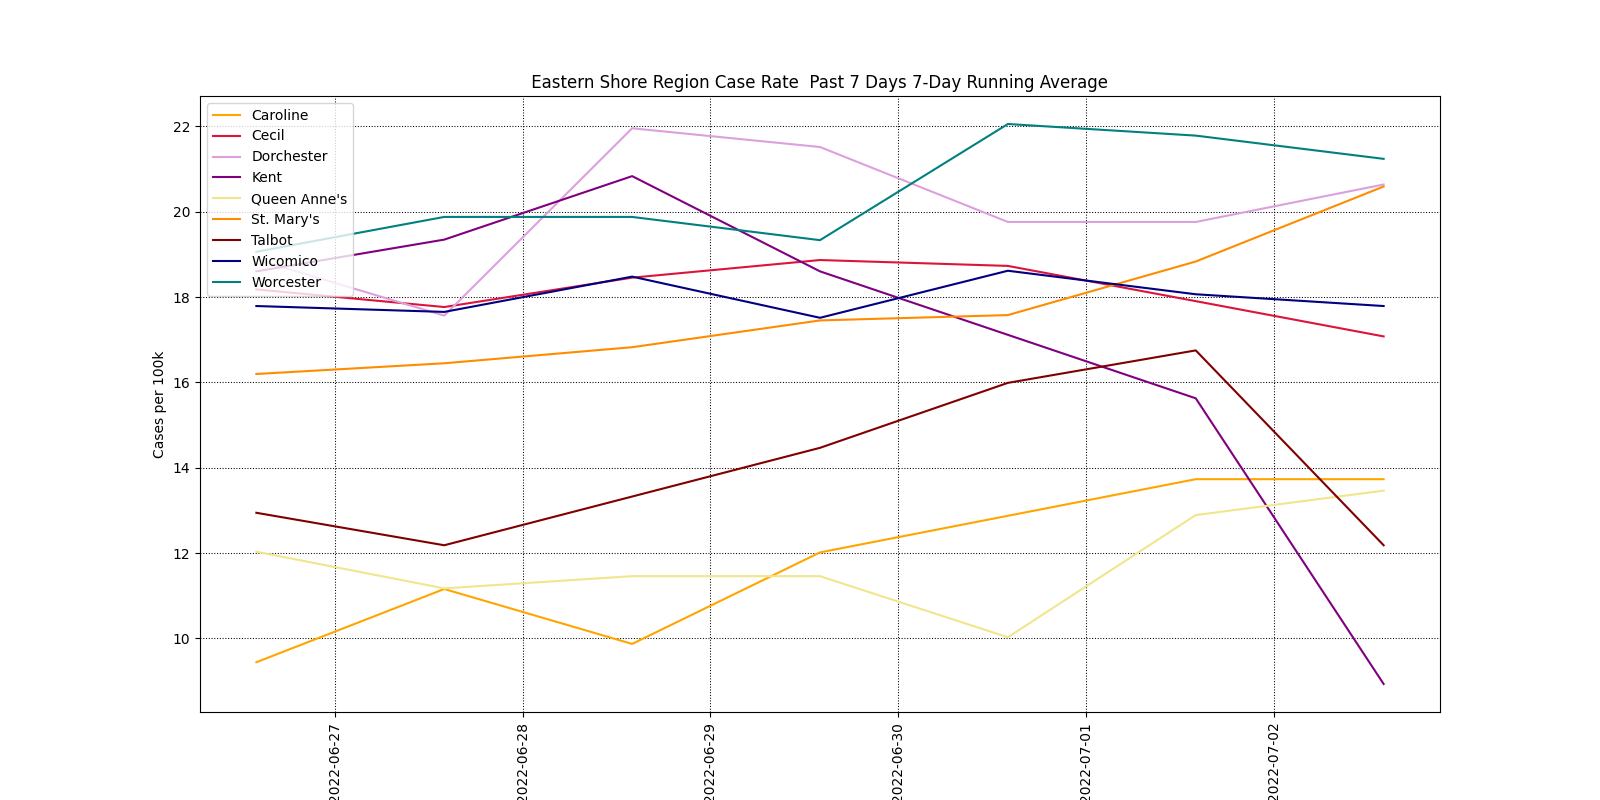 Eastern Shore Region Case Rate  Past 7 Days 7-Day Running Average
Caroline
Cecil
Dorchester
Kent
Queen Anne's
St. Mary's
Talbot
Wicomico
Worcester
22
20
18
16
14
12
10
Cases per 100k
2022-06-27
2022-06-28
2022-06-29
2022-06-30
2022-07-01
2022-07-02